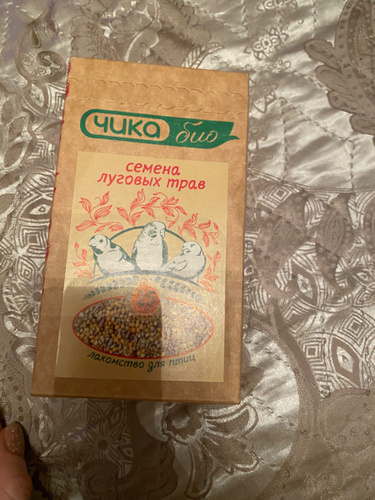 Чика био
семена
луговых трав
лакомство для птиц